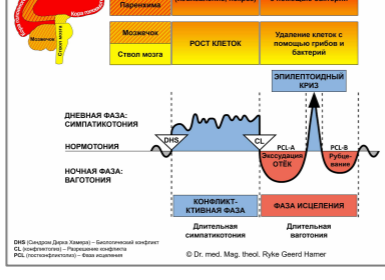 Паренхима
с помощью бактерий
Мозжечок
Ствол мозга
РОСТ КЛЕТОК
Удаление клеток с
помощью грибов и
бактерий
Мозжечок
Ствол мозга
ЭПИЛЕПТОИДНЫЙ
КРИЗ
ДНЕВНАЯ ФАЗА:
СИМПАТИКОТОНИЯ
DHS
CL
PCL-A
PCL-B
НОРМОТОНИЯ
Экссудация
ОТЁК
Рубце-
вание
НОЧНАЯ ФАЗА:
ВАГОТОНИЯ
КОНФЛИК-
КТИВНАЯ ФАЗА
ФАЗА ИСЦЕЛЕНИЯ
Длительная
симпатикотония
Длительная
ваготония
DHS (Синдром Дирка Хамера) – Биологический конфликт
CL (конфликтолиз) – Разрешение конфликта
PCL (постконфликтолиз) – Фаза исцеления
© Dr. med. Mag. theol. Ryke Geerd Hamer